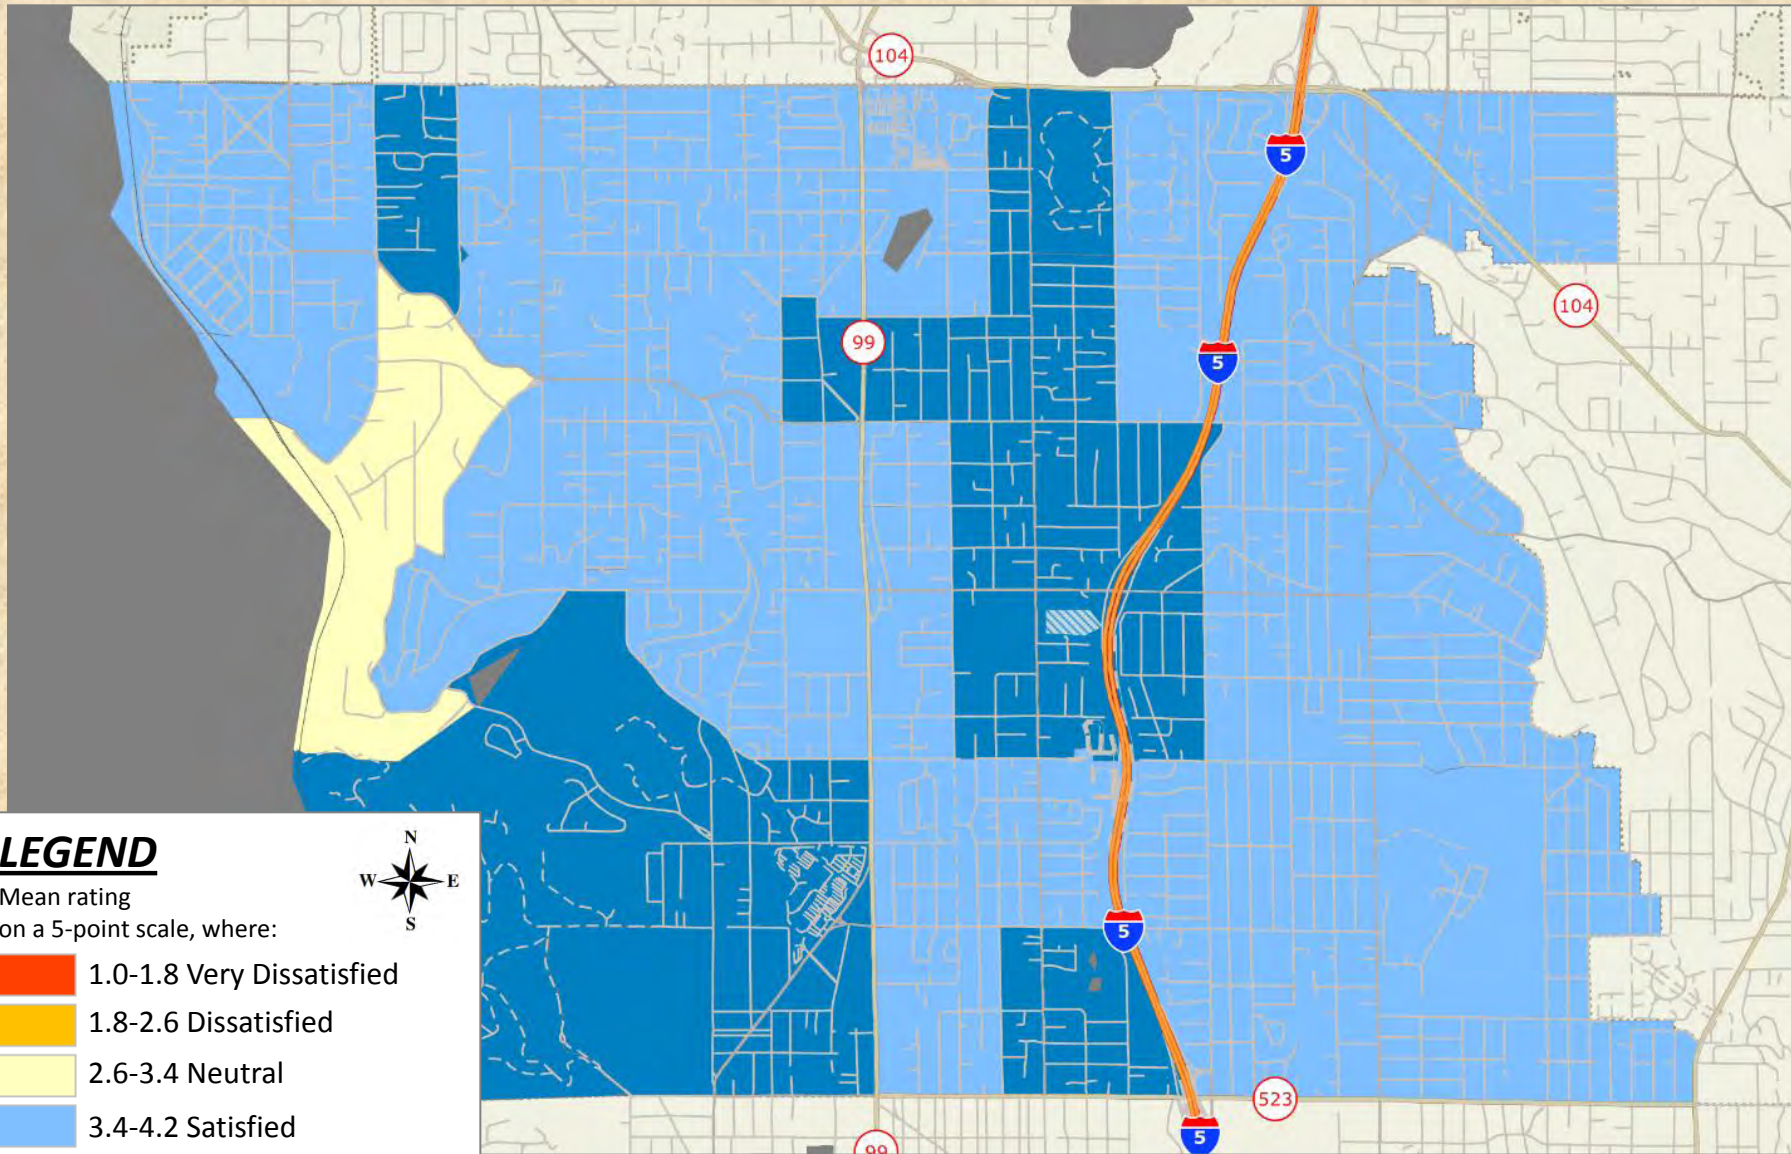 104
5
104
99
5
LEGEND
N
W E
S
Mean rating
on a 5-point scale, where:
1.0-1.8 Very Dissatisfied
1.8-2.6 Dissatisfied
2.6-3.4 Neutral
3.4-4.2 Satisfied
5
523
5
99